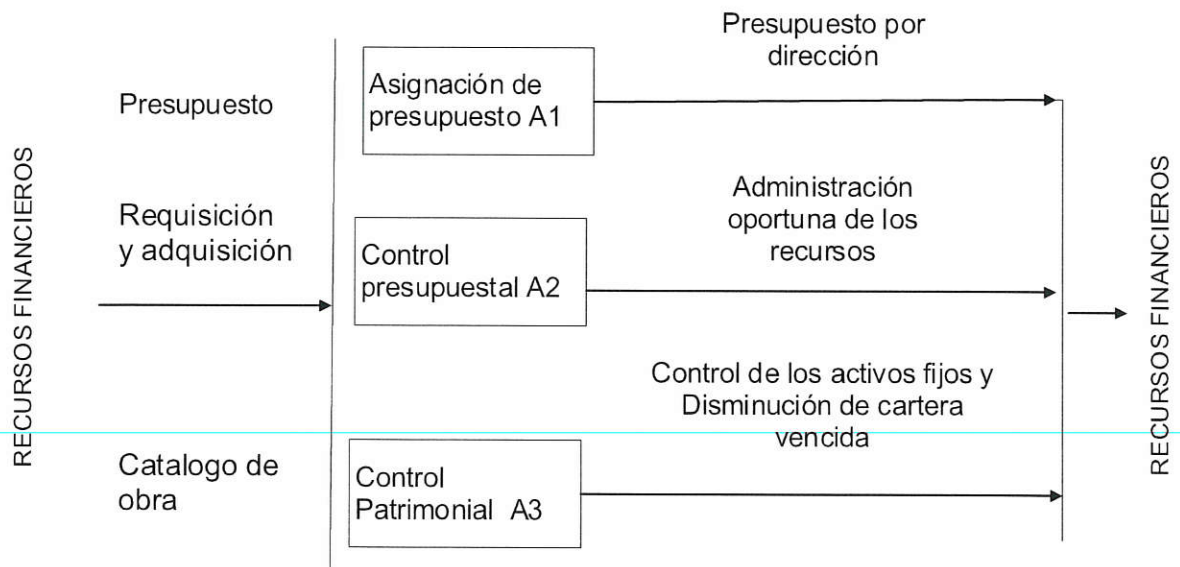 RECURSOS FINANCIEROS
Presupuesto
Asignación de
presupuesto A1
Presupuesto por
dirección
Requisición
y adquisición
Control
presupuestal A2
Administración
oportuna de los
recursos
Catalogo de
obra
Control
Patrimonial A3
Control de los activos fijos y
Disminución de cartera
vencida
RECURSOS FINANCIEROS